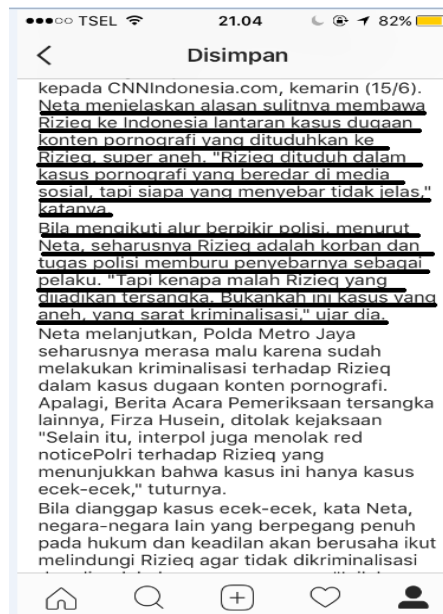 TSEL 21.04 82%
Disimpan
kepada CNNIndonesia.com, kemarin (15/6).
Neta menjelaskan alasan sulitnya membawa
Rizieq ke Indonesia lantaran kasus dugaan
konten pornografi yang dituduhkan ke
Rizieq, super aneh. "Rizieq dituduh dalam
kasus pornografi yang beredar di media
sosial, tapi siapa yang menyebar tidak jelas,"
katanya.
Bila mengikuti alur berpikir polisi, menurut
Neta, seharusnya Rizieq adalah korban dan
tugas polisi memburu penyebarnya sebagai
pelaku. "Tapi kenapa malah Rizieq yang
dijadikan tersangka. Bukankah ini kasus yang
aneh, yang sarat kriminalisasi," ujar dia.
Neta melanjutkan, Polda Metro Jaya
seharusnya merasa malu karena sudah
melakukan kriminalisasi terhadap Rizieq
dalam kasus dugaan konten pornografi.
Apalagi, Berita Acara Pemeriksaan tersangka
lainnya, Firza Husein, ditolak kejaksaan
"Selain itu, interpol juga menolak red
noticePolri terhadap Rizieq yang
menunjukkan bahwa kasus ini hanya kasus
ecek-ecek," tuturnya.
Bila dianggap kasus ecek-ecek, kata Neta,
negara-negara lain yang berpegang penuh
pada hukum dan keadilan akan berusaha ikut
melindungi Rizieq agar tidak dikriminalisasi